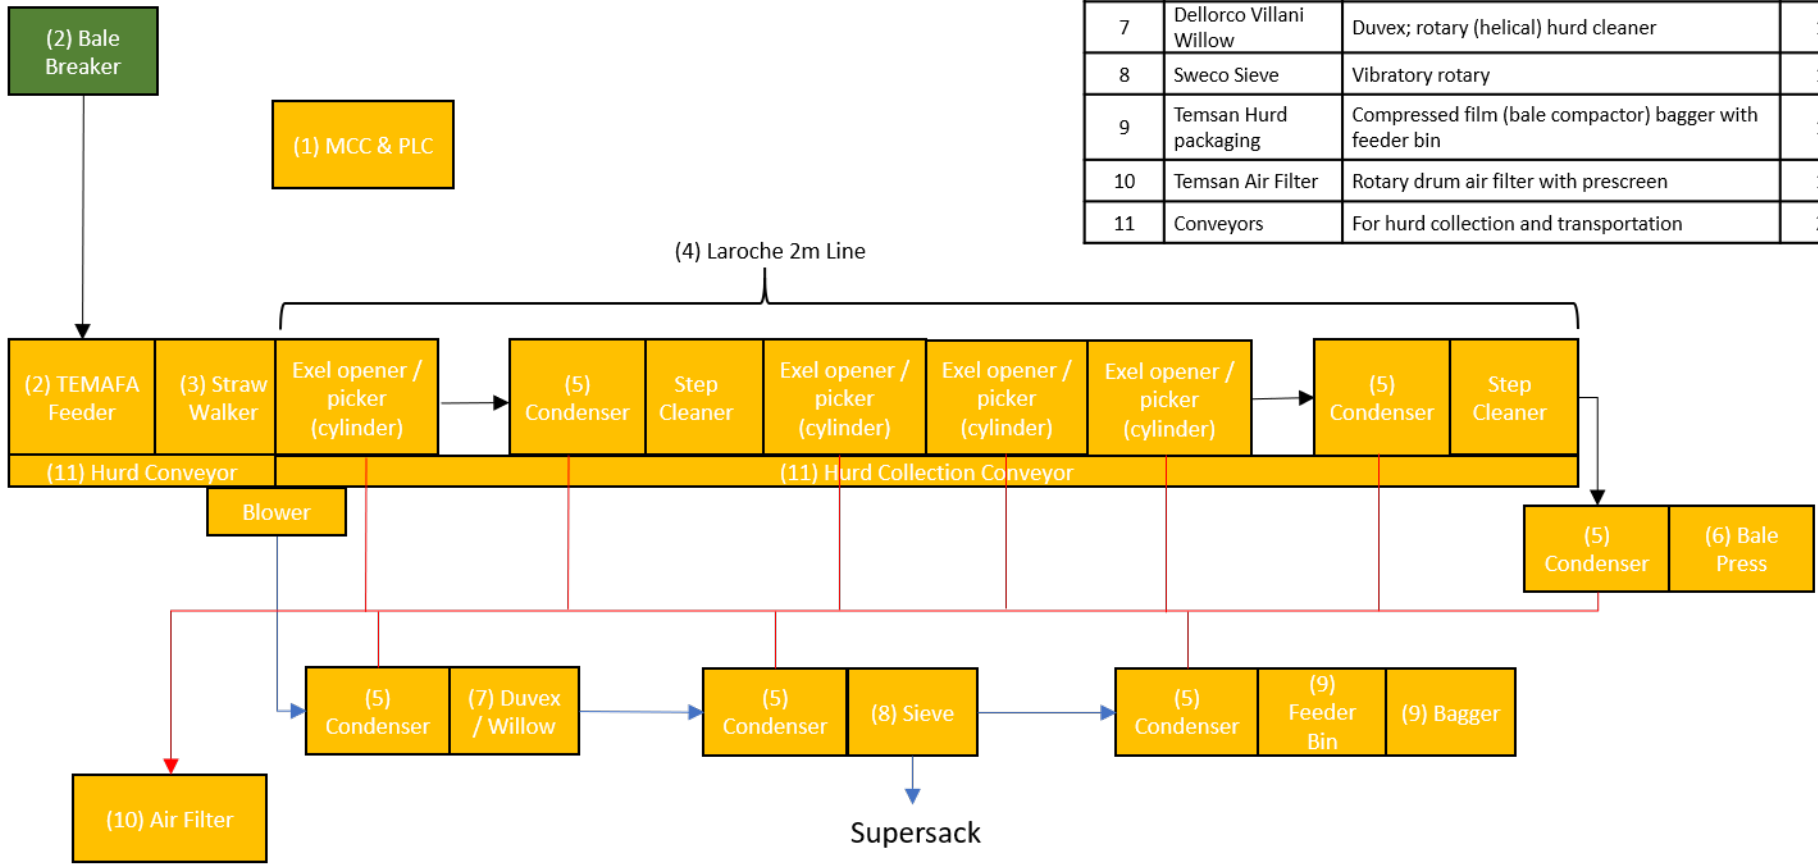 (2) Bale
Breaker
(1) MCC & PLC
7 Dellorco Villani Willow Duvex; rotary (helical) hurd cleaner
8 Sweco Sieve Vibratory rotary
9 Temsan Hurd packaging Compressed film (bale compactor) bagger with feeder bin
10 Temsan Air Filter Rotary drum air filter with prescreen
11 Conveyors For hurd collection and transportation
(4) Laroche 2m Line
(2) TEMAFA
Feeder
(3) Straw
Walker
Exel opener /
picker
(cylinder)
(5)
Condenser
Step
Cleaner
Exel opener /
picker
(cylinder)
Exel opener /
picker
(cylinder)
Exel opener /
picker
(cylinder)
(5)
Condenser
Step
Cleaner
(11) Hurd Conveyor
(11) Hurd Collection Conveyor
Blower
(5)
Condenser
(6) Bale
Press
(5)
Condenser
(7) Duvex
/ Willow
(5)
Condenser
(8) Sieve
(5)
Condenser
(9)
Feeder
Bin
(9) Bagger
(10) Air Filter
Supersack